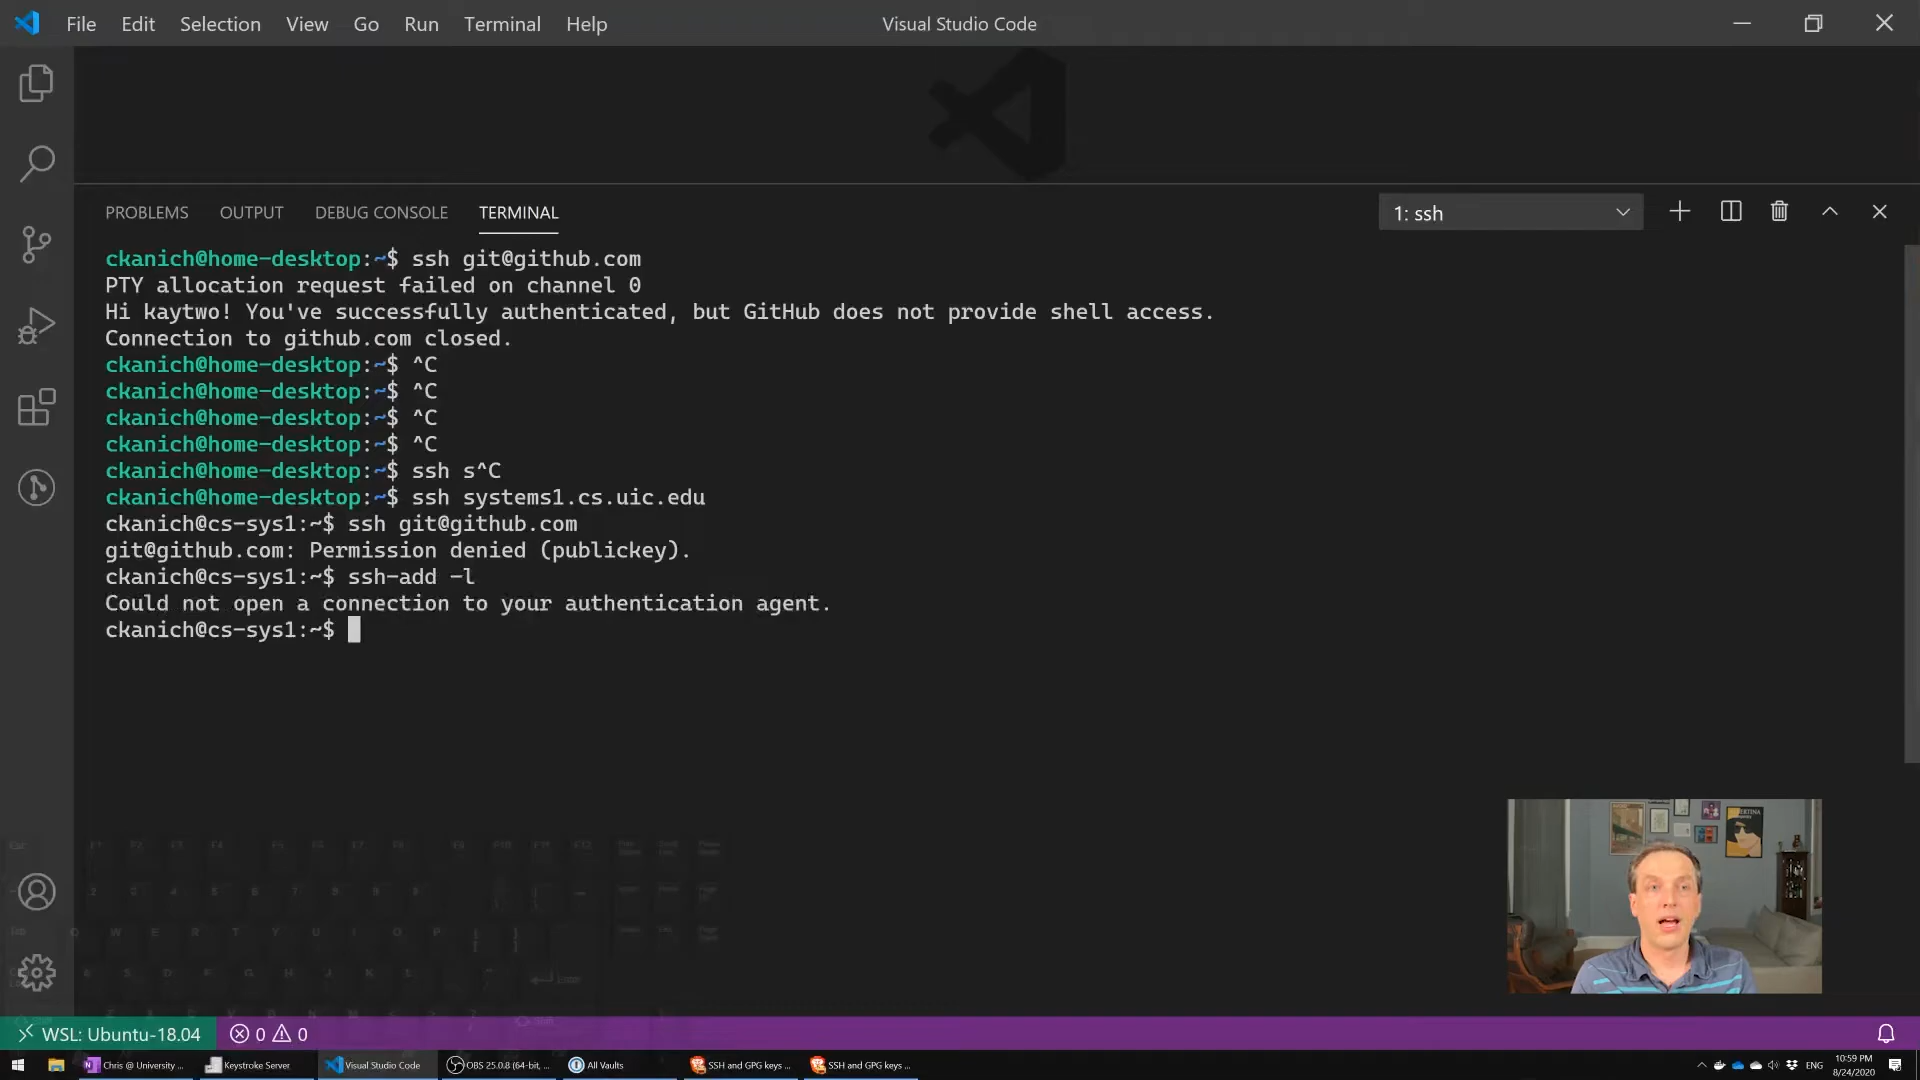 File Edit Selection View Go Run Terminal Help
Visual Studio Code
PROBLEMS OUTPUT DEBUG CONSOLE TERMINAL
1: ssh
ckanich@home-desktop:~$ ssh git@github.com
PTY allocation request failed on channel 0
Hi kaytwo! You've successfully authenticated, but GitHub does not provide shell access.
Connection to github.com closed.
ckanich@home-desktop:~$ ^C
ckanich@home-desktop:~$ ^C
ckanich@home-desktop:~$ ^C
ckanich@home-desktop:~$ ^C
ckanich@home-desktop:~$ ssh s^C
ckanich@home-desktop:~$ ssh systems1.cs.uic.edu
ckanich@cs-sys1:~$ ssh git@github.com
git@github.com: Permission denied (publickey).
ckanich@cs-sys1:~$ ssh-add -l
Could not open a connection to your authentication agent.
ckanich@cs-sys1:~$
WSL: Ubuntu-18.04 0 0
Chris @ University ... Keystroke Server Visual Studio Code OBS 25.0.8 (64-bit, ... All Vaults SSH and GPG keys ... SSH and GPG keys ... ENG
10:59 PM
8/24/2020